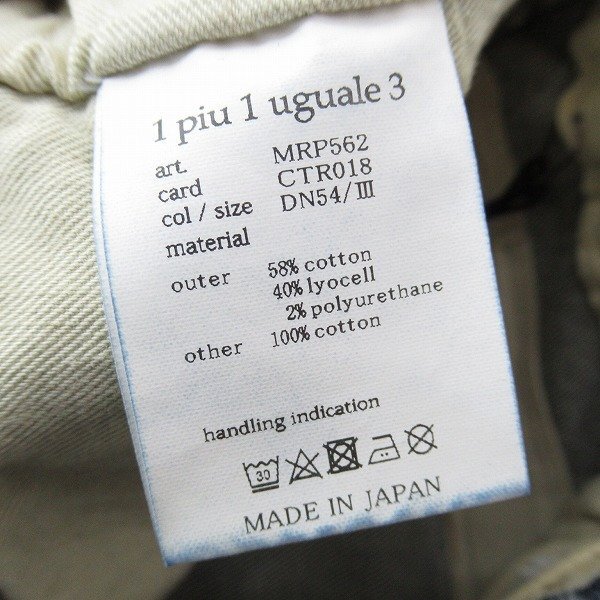 1 piu 1 uguale 3
art. MRP562
card CTR018
col / size DN54/Ⅲ
material
outer 58% cotton
40% lyocell
2% polyurethane
other 100% cotton
handling indication
30
MADE IN JAPAN